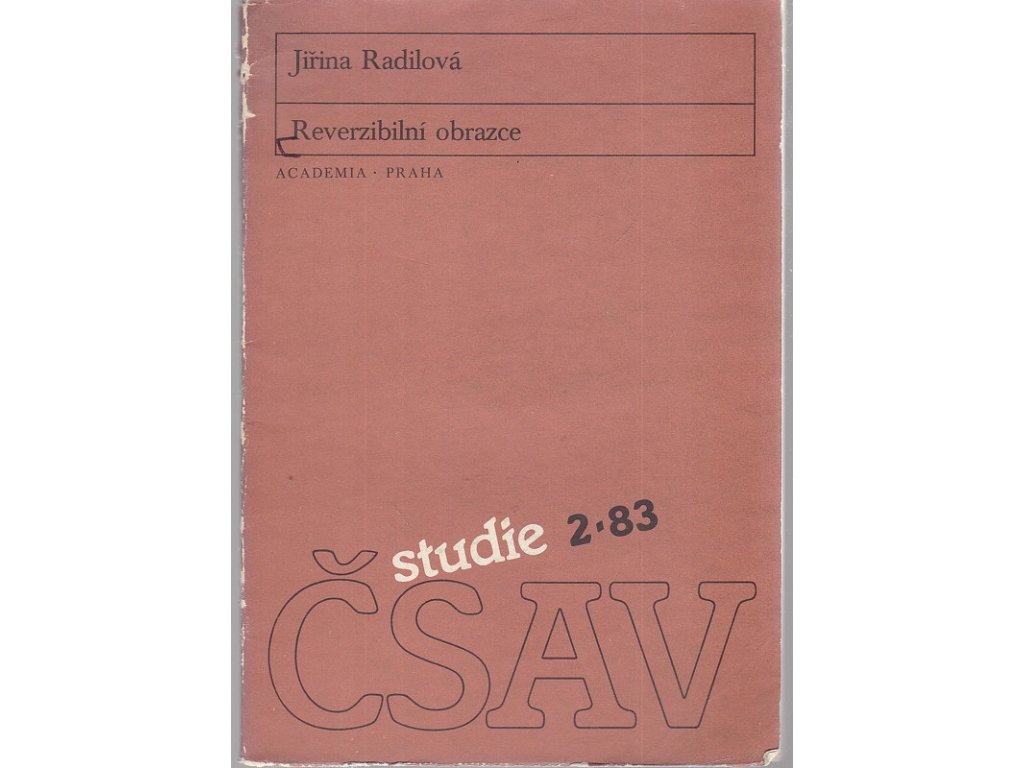 Jiřina Radilová
Reverzibilní obrazce
ACADEMIA · PRAHA
studie 2·83
ČSAV